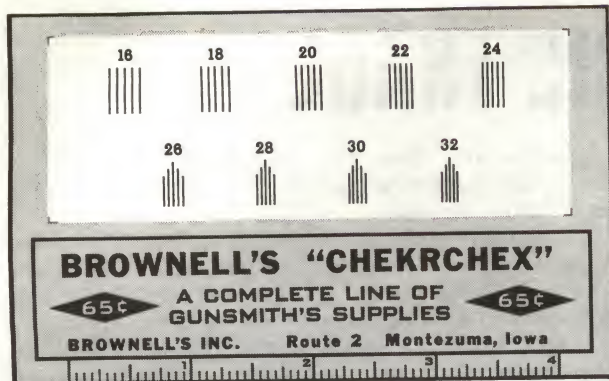 16 18 20 22 24
26 28 30 32
BROWNELL'S "CHEKRCHEX"
65¢ A COMPLETE LINE OF 65¢
GUNSMITH'S SUPPLIES
BROWNELL'S INC. Route 2 Montezuma, Iowa
1 2 3 4